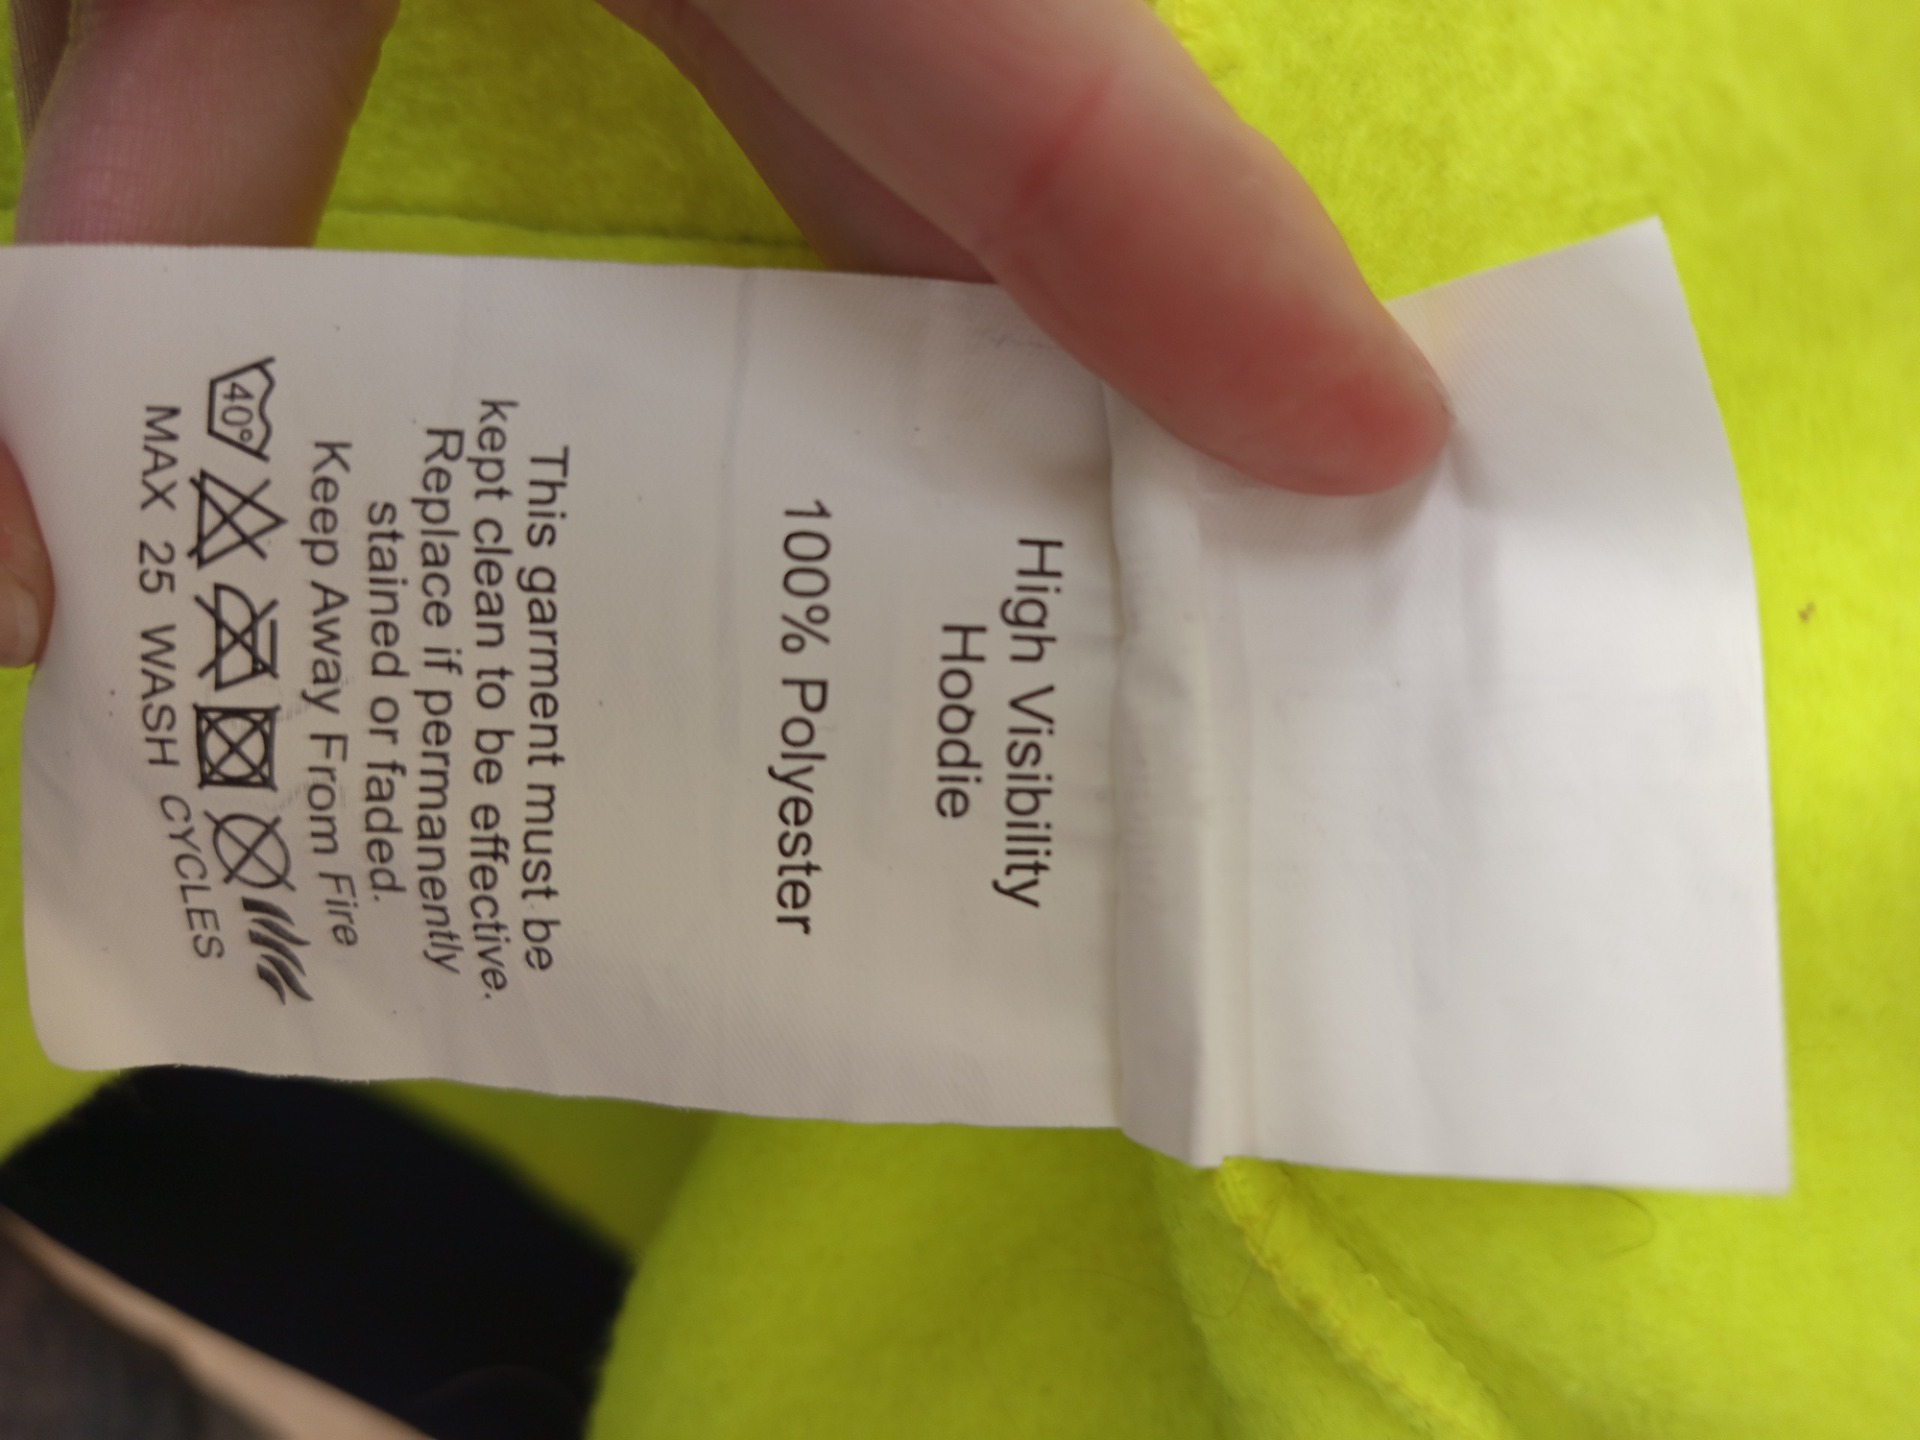 High Visibility
Hoodie
100% Polyester
This garment must be
kept clean to be effective.
Replace if permanently
stained or faded.
Keep Away From Fire
40°
MAX 25 WASH CYCLES